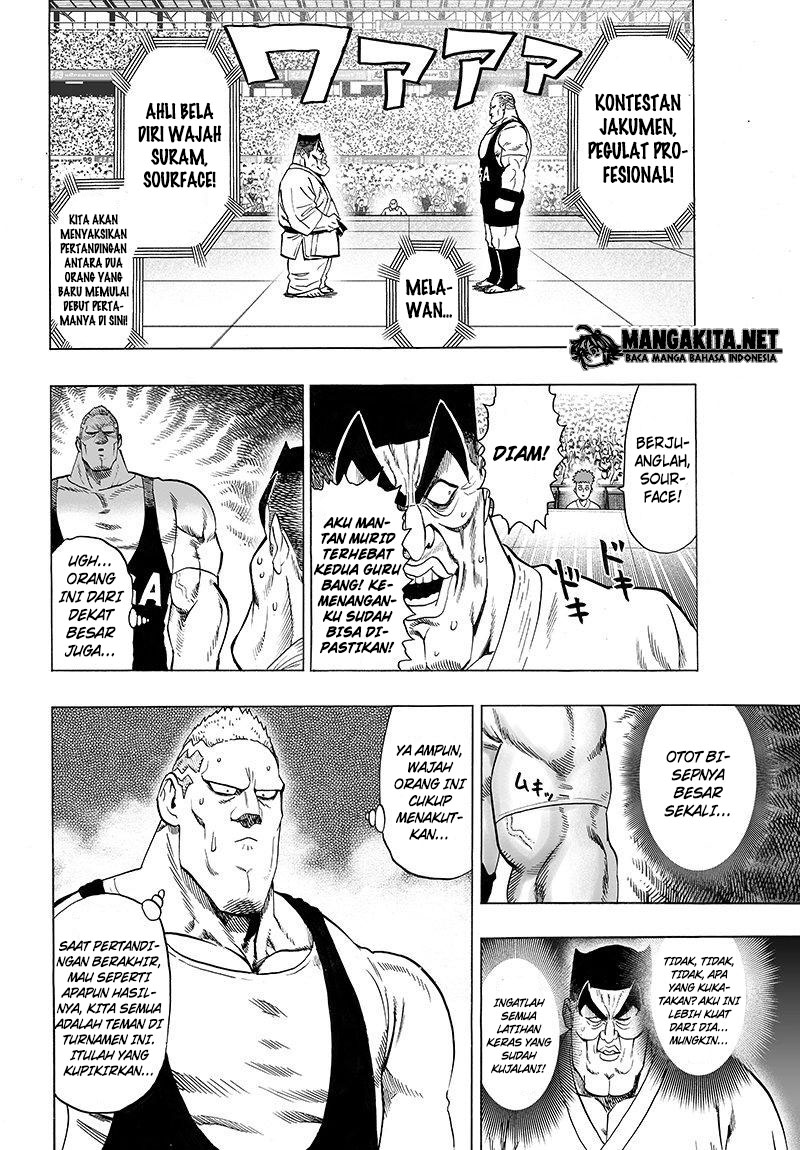 ワァァァ
KONTESTAN
JAKUMEN,
PEGULAT PRO-
FESIONAL!
MELA-
WAN...
AHLI BELA
DIRI WAJAH
SURAM,
SOURFACE!
KITA AKAN
MENYAKSIKAN
PERTANDINGAN
ANTARA DUA
ORANG YANG
BARU MEMULAI
DEBUT PERTA-
MANYA DI SINI!
MANGAKITA.NET
BACA MANGA BAHASA INDONESIA
BERJU-
ANGLAH,
SOUR-
FACE!
DIAM!
ドキ
ドキ
AKU MAN-
TAN MURID
TERHEBAT
KEDUA GURU
BANG! KE-
MENANGAN-
KU SUDAH
BISA DI-
PASTIKAN!
UGH...
ORANG
INI DARI
DEKAT
BESAR
JUGA...
OTOT BI-
SEPNYA
BESAR
SEKALI...
ムキッ
TIDAK, TIDAK,
TIDAK, APA
YANG KUKA-
TAKAN? AKU INI
LEBIH KUAT
DARI DIA...
MUNGKIN...
INGATLAH
SEMUA
LATIHAN
KERAS YANG
SUDAH
KUJALANI!
YA AMPUN,
WAJAH
ORANG INI
CUKUP
MENAKUT-
KAN...
SAAT PERTANDI-
NGAN BERAKHIR,
MAU SEPERTI
APAPUN HASIL-
NYA, KITA SEMUA
ADALAH TEMAN DI
TURNAMEN INI.
ITULAH YANG
KUPIKIRKAN...